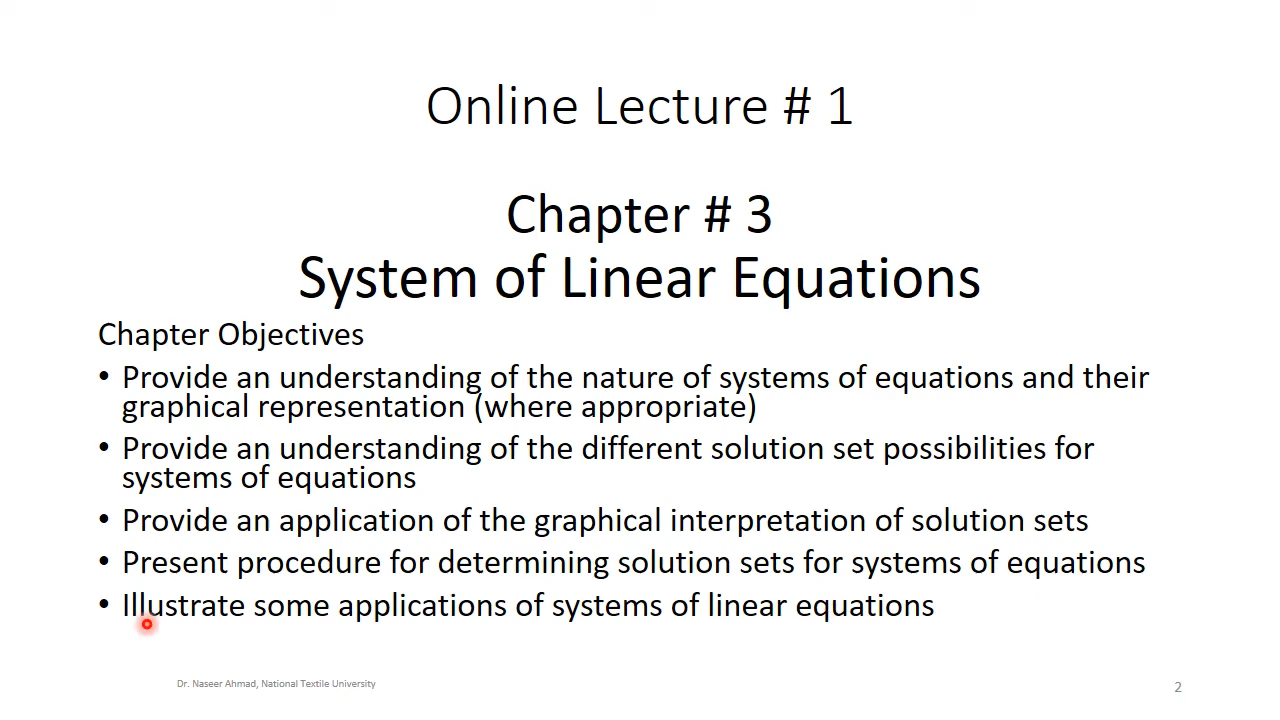 Online Lecture # 1
Chapter # 3
System of Linear Equations
Chapter Objectives
• Provide an understanding of the nature of systems of equations and their
graphical representation (where appropriate)
• Provide an understanding of the different solution set possibilities for
systems of equations
• Provide an application of the graphical interpretation of solution sets
• Present procedure for determining solution sets for systems of equations
• Illustrate some applications of systems of linear equations
Dr. Naseer Ahmad, National Textile University
2